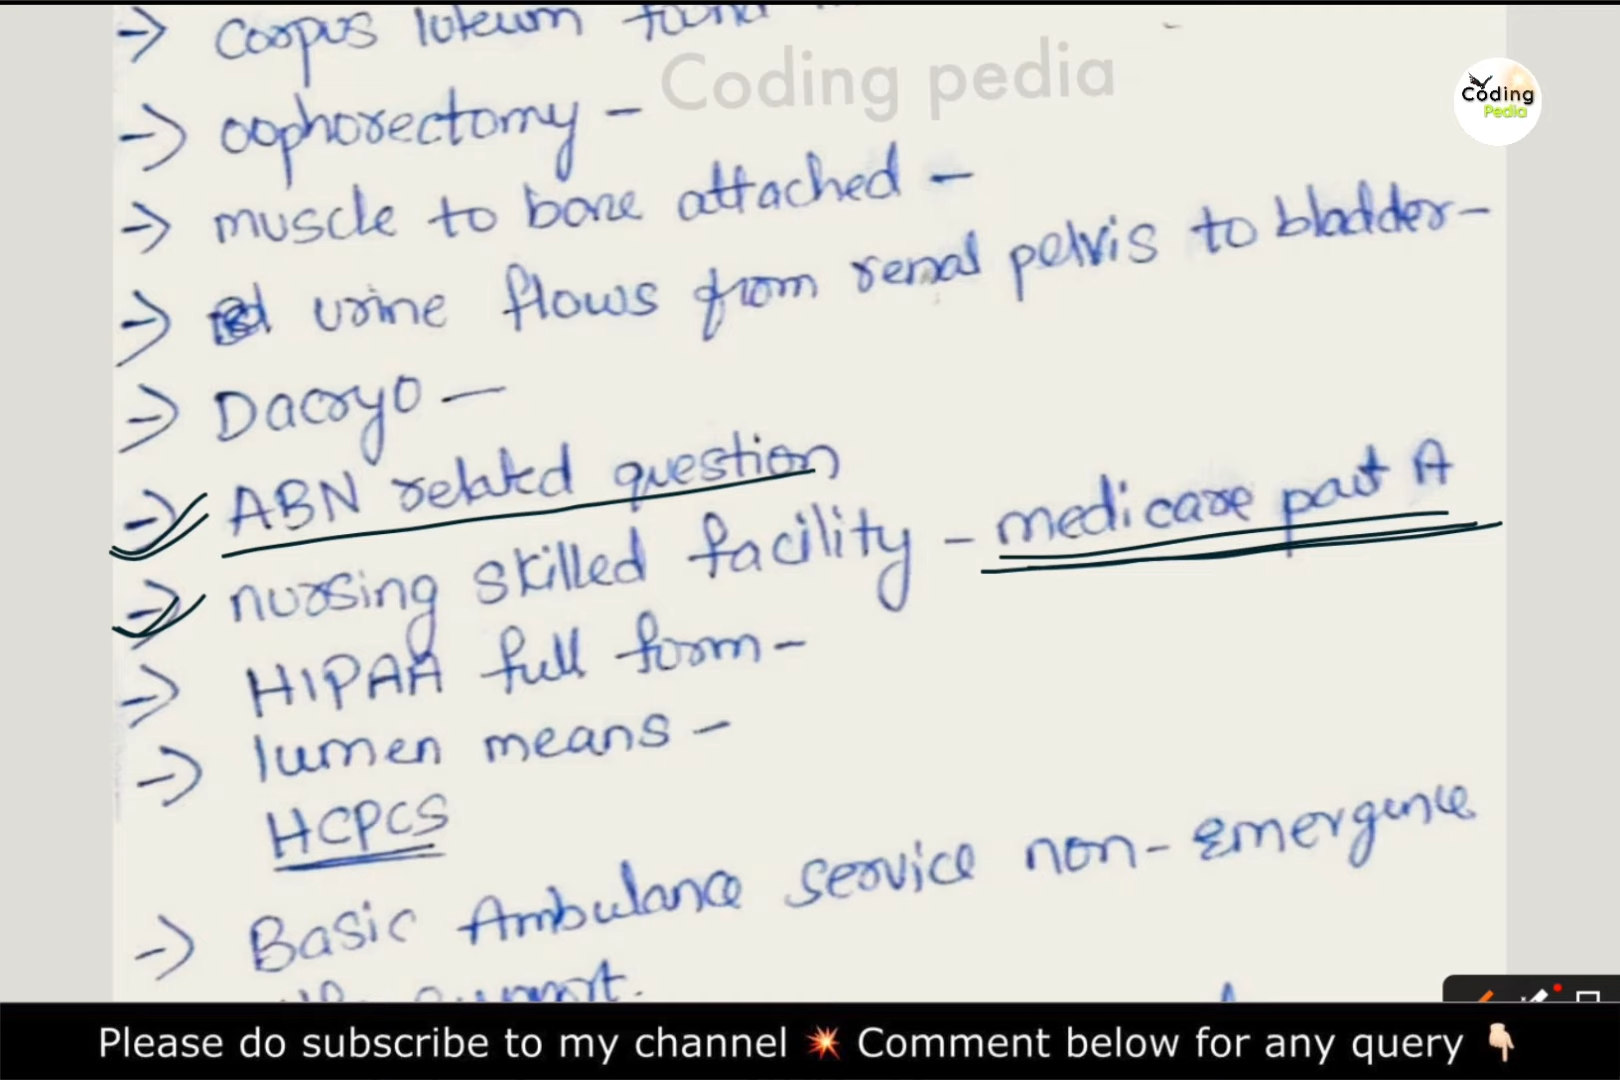 → Corpus luteum found
Coding pedia
Coding
Pedia
→ oophorectomy -
→ muscle to bone attached -
→ urine flows from renal pelvis to bladder -
→ Dacryo -
→ ABN related question
→ nursing skilled facility - medicare part A
→ HIPAA full form -
→ lumen means -
HCPCS
→ Basic Ambulance service non-emergence
Please do subscribe to my channel 💥 Comment below for any query 👇🏻